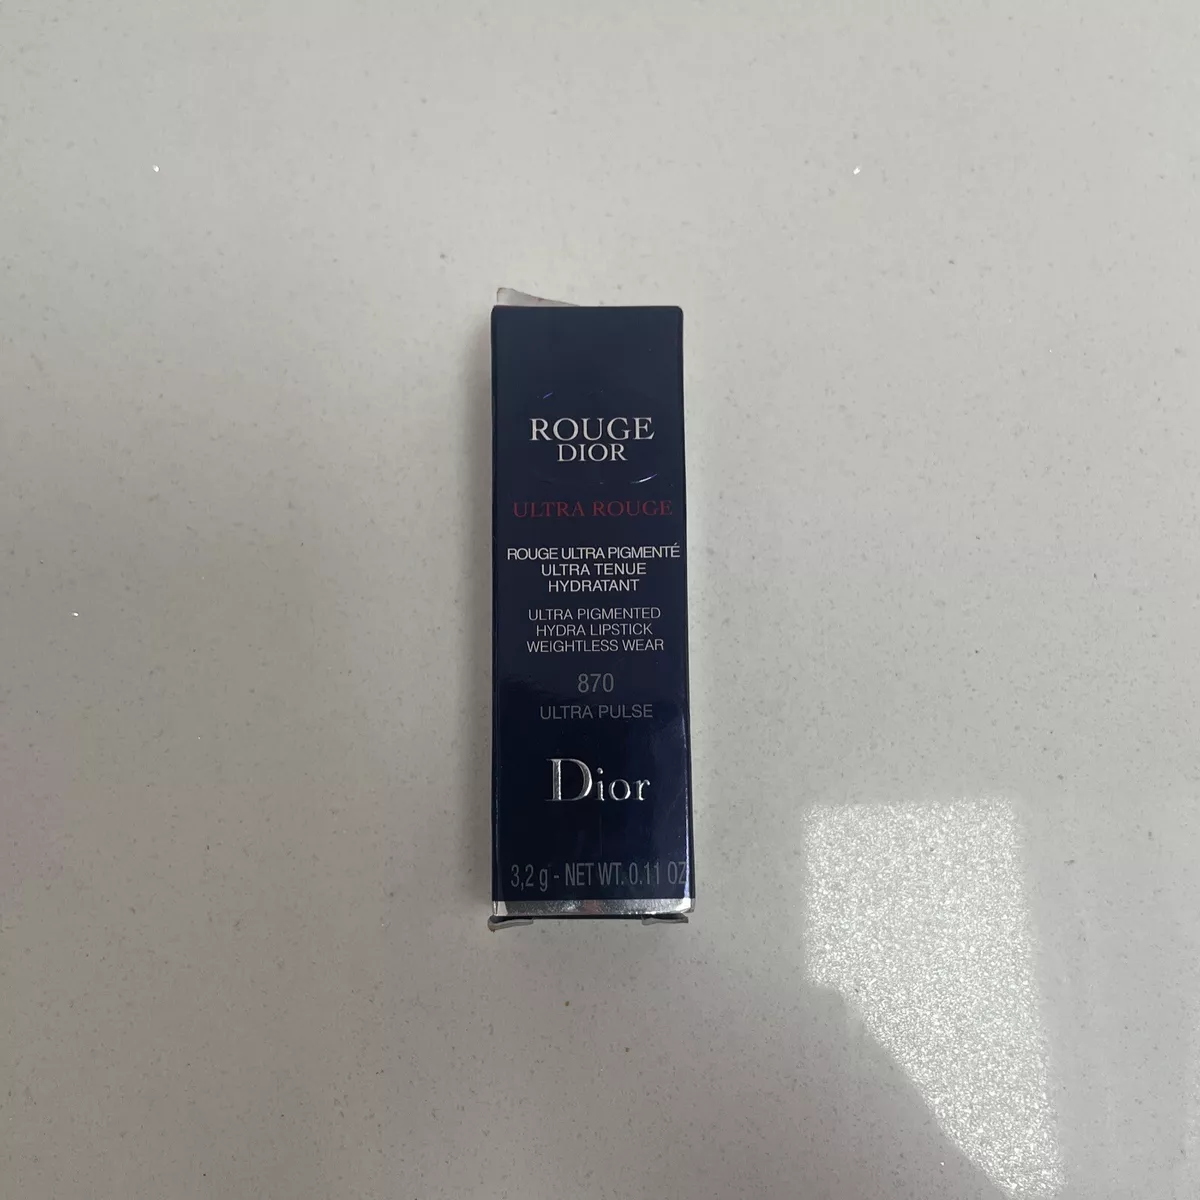 ROUGE
DIOR
ULTRA ROUGE
ROUGE ULTRA PIGMENTÉ
ULTRA TENUE
HYDRATANT
ULTRA PIGMENTED
HYDRA LIPSTICK
WEIGHTLESS WEAR
870
ULTRA PULSE
Dior
3,2 g - NET WT. 0.11 OZ